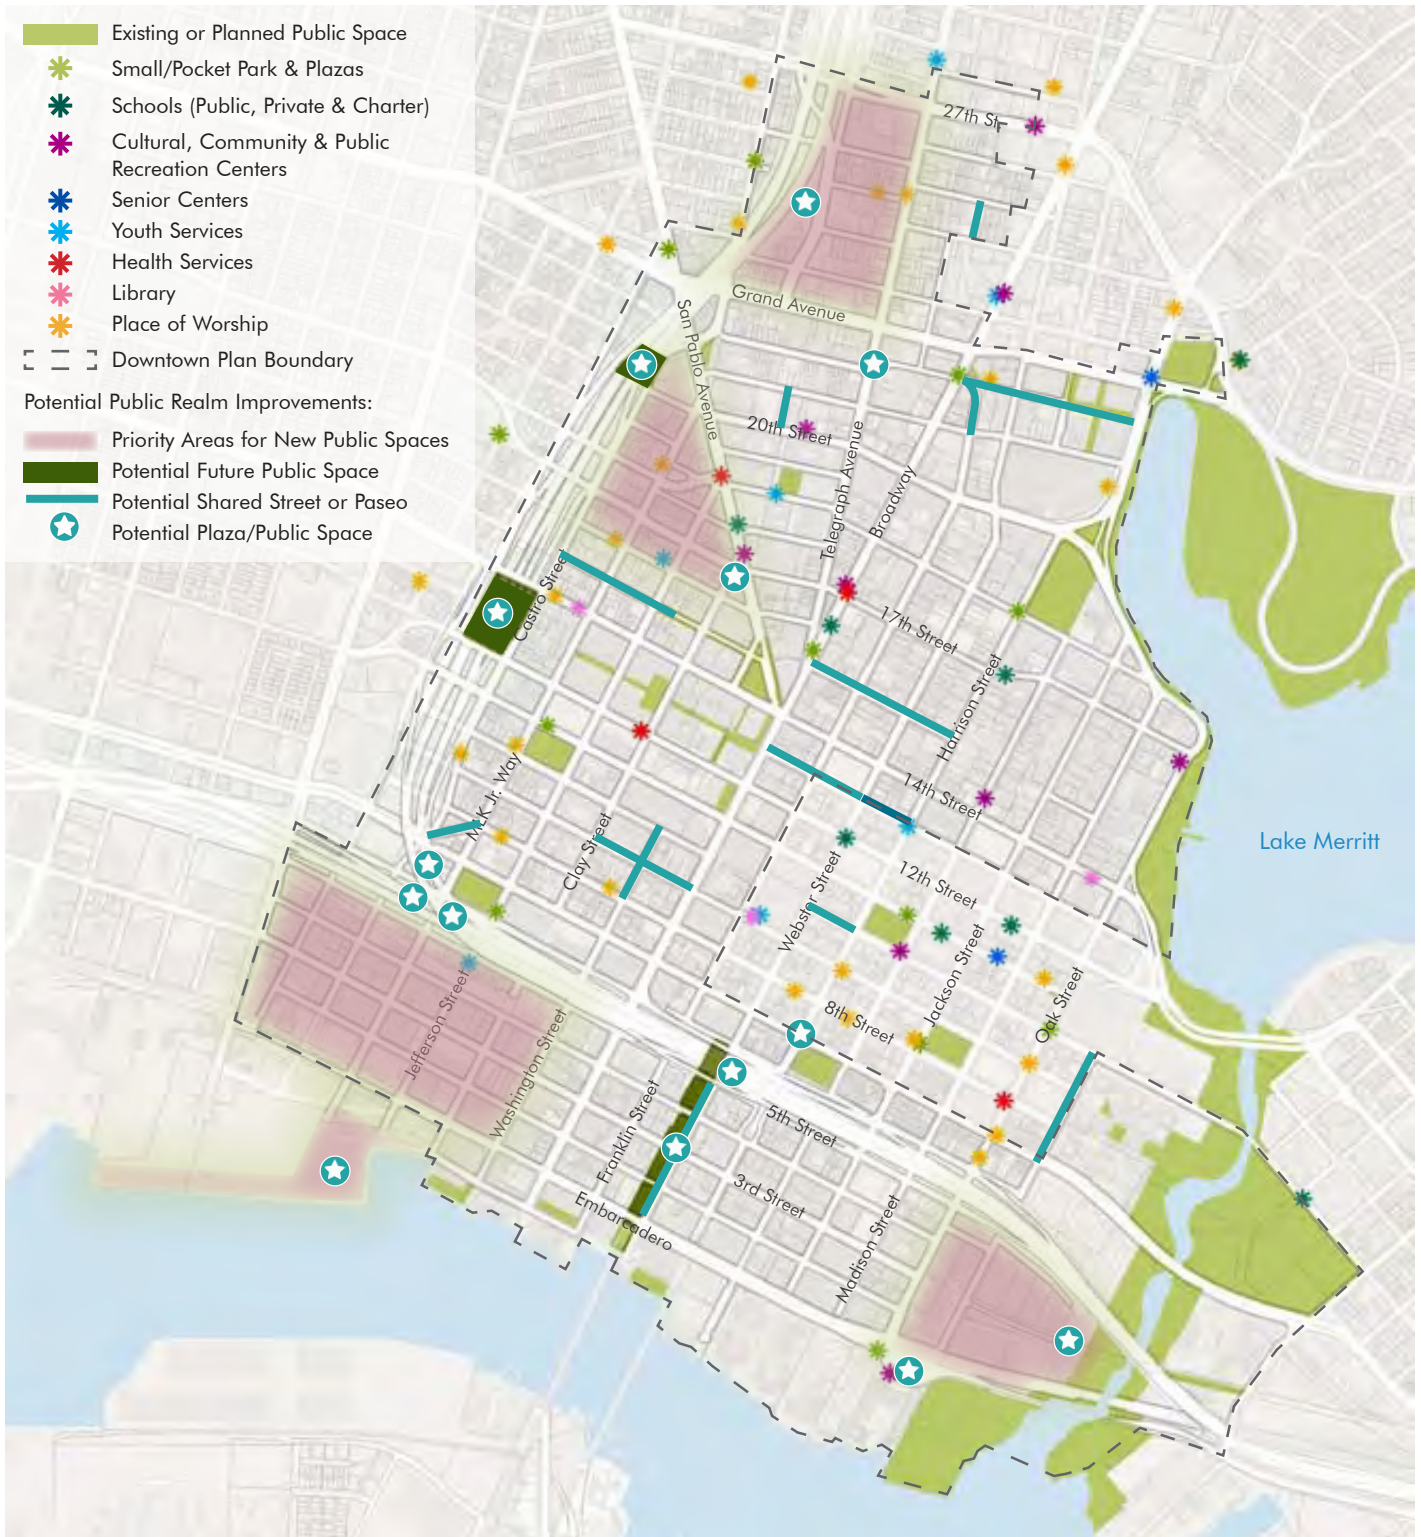 Existing or Planned Public Space
Small/Pocket Park & Plazas
Schools (Public, Private & Charter)
Cultural, Community & Public
Recreation Centers
Senior Centers
Youth Services
Health Services
Library
Place of Worship
Downtown Plan Boundary
Potential Public Realm Improvements:
Priority Areas for New Public Spaces
Potential Future Public Space
Potential Shared Street or Paseo
Potential Plaza/Public Space
27th St.
Grand Avenue
San Pablo Avenue
20th Street
Telegraph Avenue
Broadway
Castro Street
17th Street
Harrison Street
MLK Jr. Way
14th Street
Clay Street
Lake Merritt
12th Street
Webster Street
Jackson Street
Oak Street
8th Street
Jefferson Street
Washington Street
Franklin Street
5th Street
3rd Street
Embarcadero
Madison Street